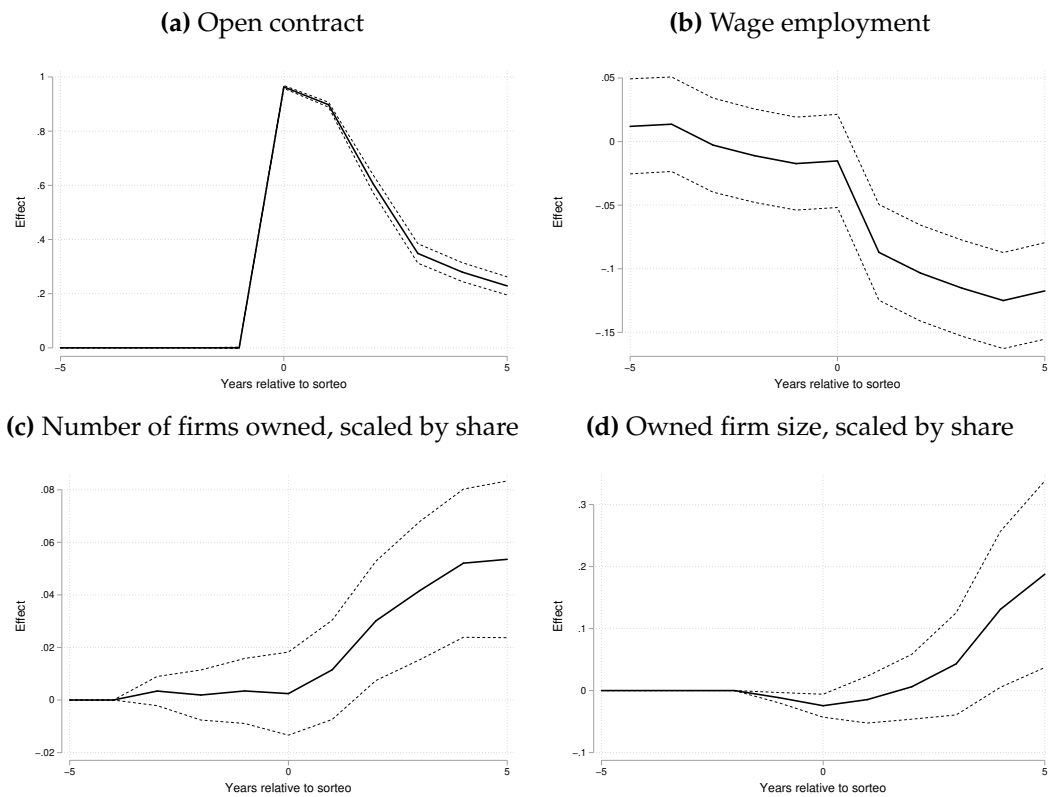 (a) Open contract
(b) Wage employment
1
.8
.6
.4
.2
0
Effect
−5
0
5
Years relative to sorteo
.05
0
−.05
−.1
−.15
Effect
−5
0
5
Years relative to sorteo
(c) Number of firms owned, scaled by share
(d) Owned firm size, scaled by share
.08
.06
.04
.02
0
−.02
Effect
−5
0
5
Years relative to sorteo
.3
.2
.1
0
−.1
Effect
−5
0
5
Years relative to sorteo